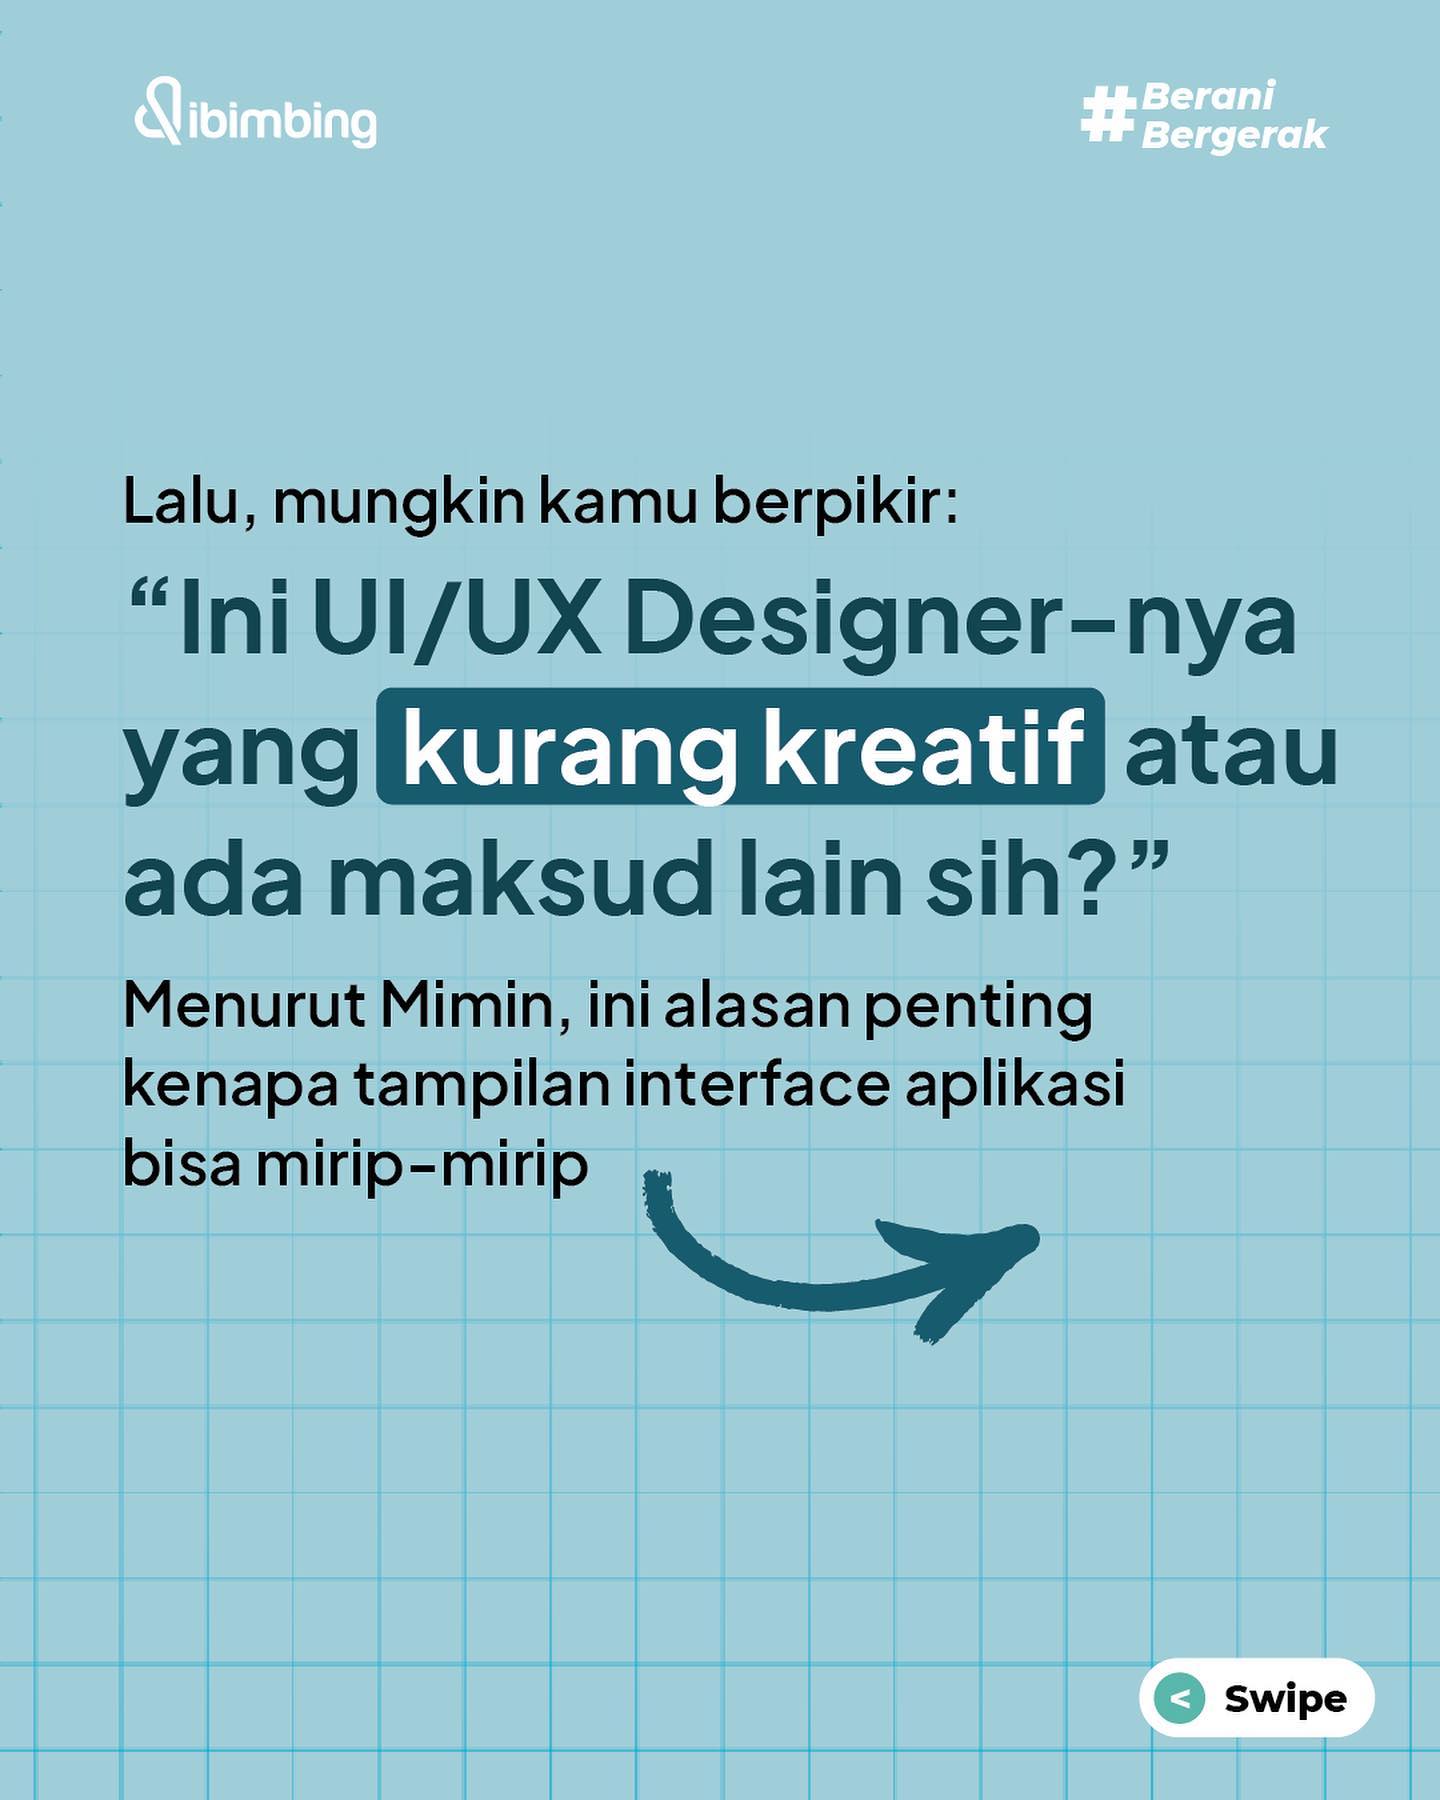 dibimbing
#Berani
Bergerak
Lalu, mungkin kamu berpikir:
“Ini UI/UX Designer-nya
yang kurang kreatif atau
ada maksud lain sih?”
Menurut Mimin, ini alasan penting
kenapa tampilan interface aplikasi
bisa mirip-mirip
< Swipe